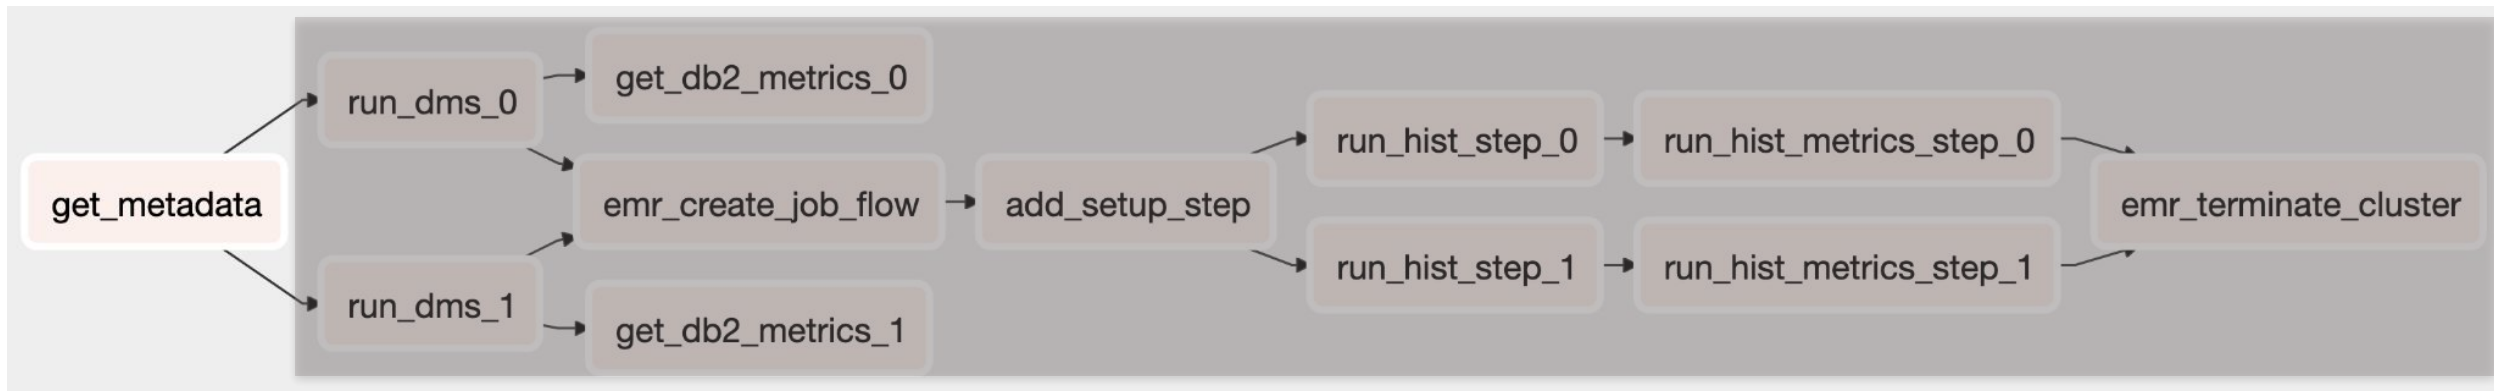 get_metadata
run_dms_0
run_dms_1
get_db2_metrics_0
emr_create_job_flow
get_db2_metrics_1
add_setup_step
run_hist_step_0
run_hist_step_1
run_hist_metrics_step_0
run_hist_metrics_step_1
emr_terminate_cluster